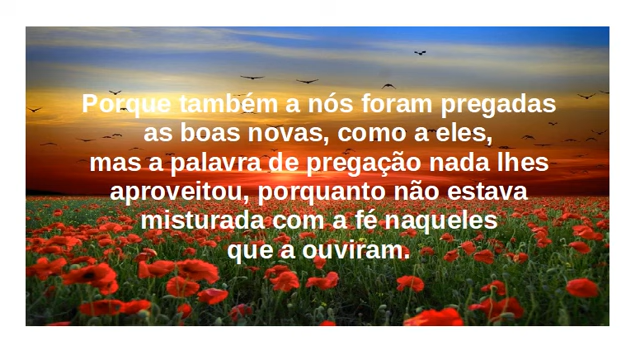 Porque também a nós foram pregadas
as boas novas, como a eles,
mas a palavra de pregação nada lhes
aproveitou, porquanto não estava
misturada com a fé naqueles
que a ouviram.